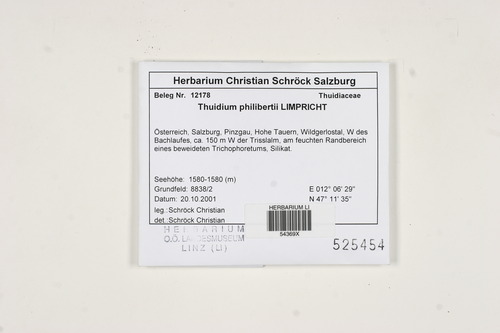 Herbarium Christian Schröck Salzburg
Beleg Nr. 12178 Thuidiaceae
Thuidium philibertii LIMPRICHT
Österreich, Salzburg, Pinzgau, Hohe Tauern, Wildgerlostal, W des
Bachlaufes, ca. 150 m W der Trisslalm, am feuchten Randbereich
eines beweideten Trichophoretums, Silikat.
Seehöhe: 1580-1580 (m)
Grundfeld: 8838/2 E 012° 06' 29"
Datum: 20.10.2001 N 47° 11' 35"
leg.:Schröck Christian
det.:Schröck Christian
HERBARIUM LI
54369X
HERBARIUM
O.Ö. LANDESMUSEUM
LINZ (LI)
525454